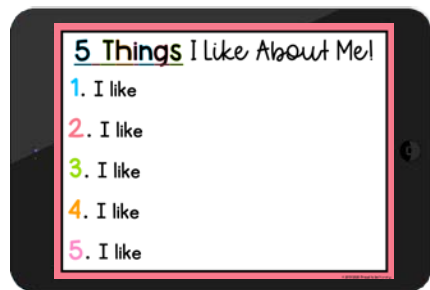 5 Things I Like About Me!
1. I like
2. I like
3. I like
4. I like
5. I like